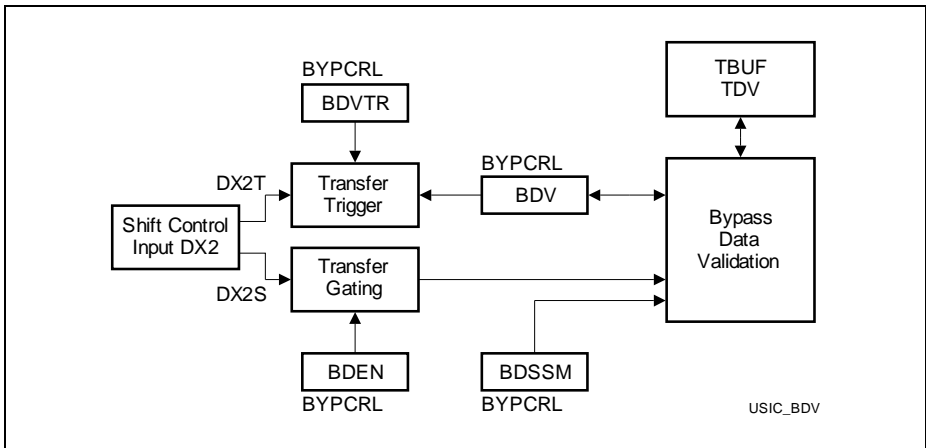 BYPCRL
BDVTR
TBUF
TDV
DX2T
Transfer
Trigger
BYPCRL
BDV
Shift Control
Input DX2
Bypass
Data
Validation
DX2S
Transfer
Gating
BDEN
BYPCRL
BDSSM
BYPCRL
USIC_BDV